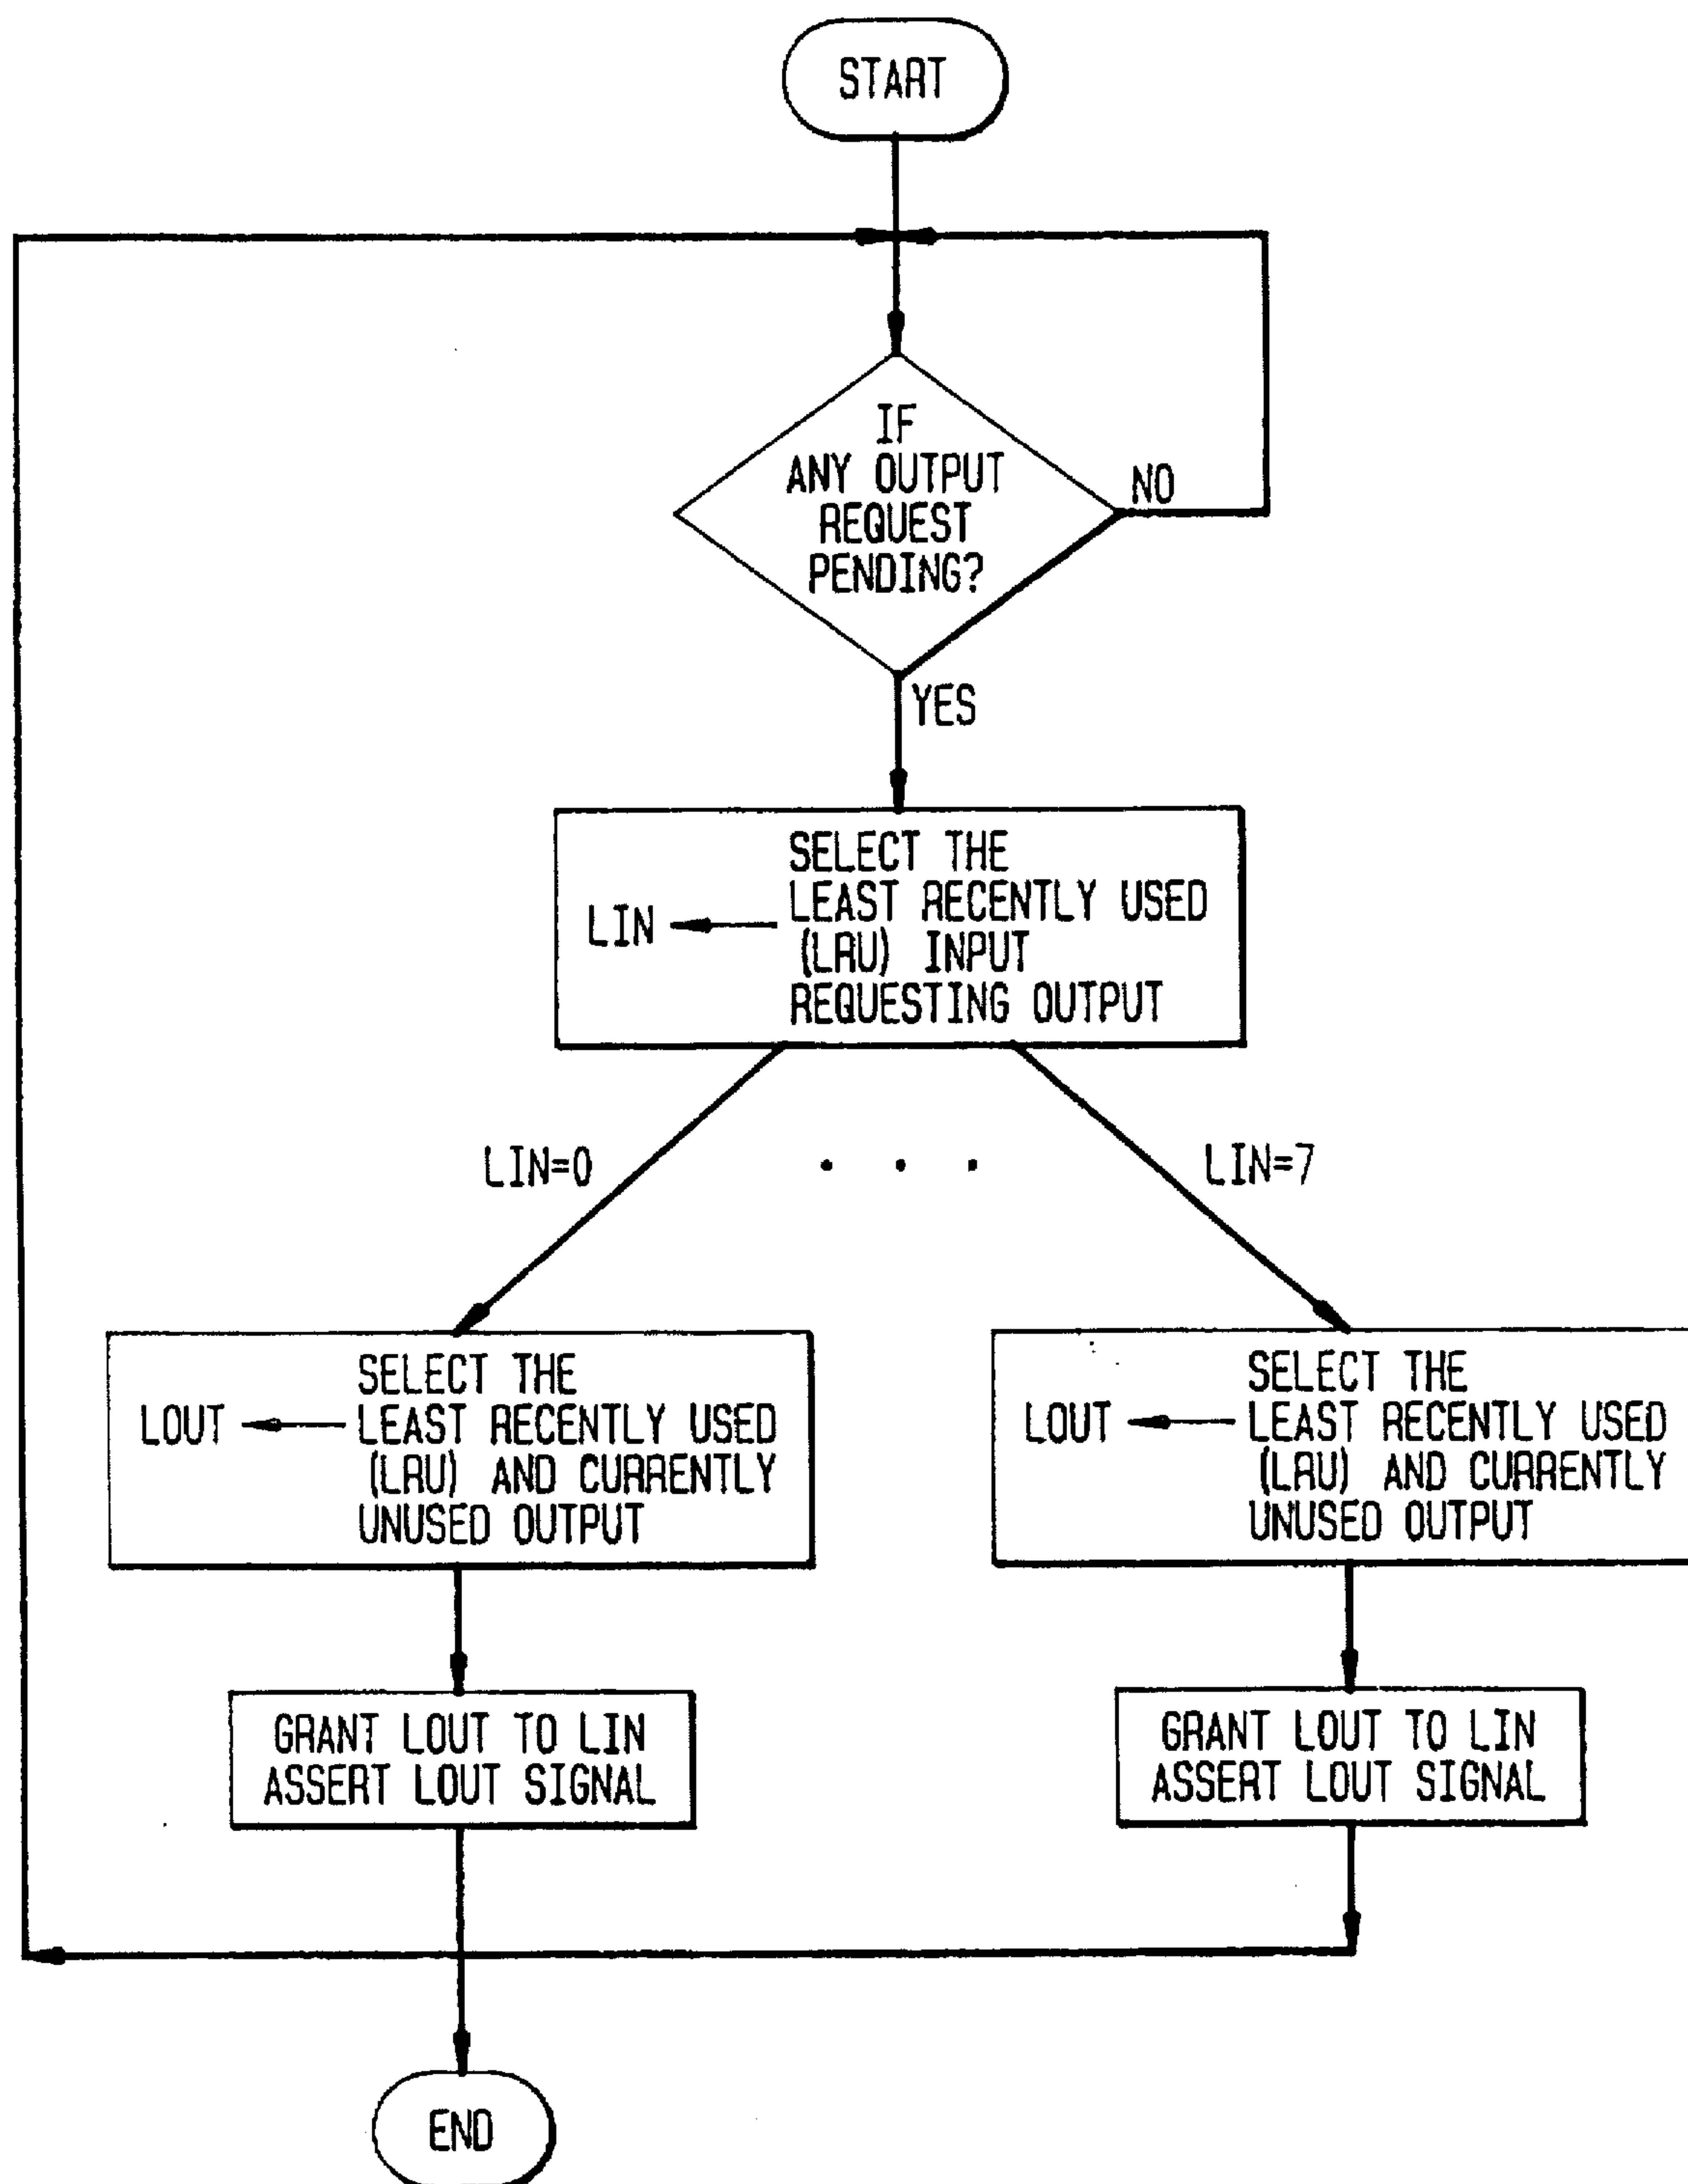 START
IF
ANY OUTPUT
REQUEST
PENDING?
NO
YES
SELECT THE
LIN ← LEAST RECENTLY USED
(LRU) INPUT
REQUESTING OUTPUT
LIN=0
. . .
LIN=7
SELECT THE
LOUT ← LEAST RECENTLY USED
(LRU) AND CURRENTLY
UNUSED OUTPUT
SELECT THE
LOUT ← LEAST RECENTLY USED
(LRU) AND CURRENTLY
UNUSED OUTPUT
GRANT LOUT TO LIN
ASSERT LOUT SIGNAL
GRANT LOUT TO LIN
ASSERT LOUT SIGNAL
END